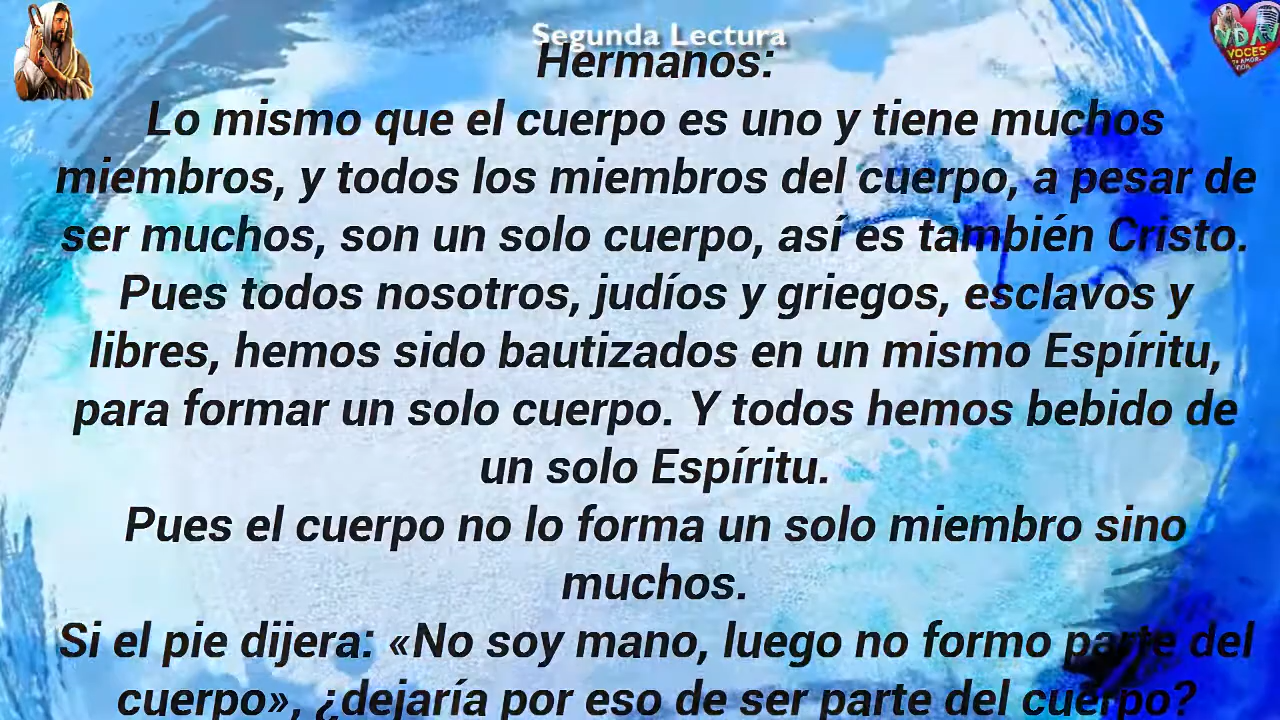 Segunda Lectura
Hermanos:
Lo mismo que el cuerpo es uno y tiene muchos
miembros, y todos los miembros del cuerpo, a pesar de
ser muchos, son un solo cuerpo, así es también Cristo.
Pues todos nosotros, judíos y griegos, esclavos y
libres, hemos sido bautizados en un mismo Espíritu,
para formar un solo cuerpo. Y todos hemos bebido de
un solo Espíritu.
Pues el cuerpo no lo forma un solo miembro sino
muchos.
Si el pie dijera: «No soy mano, luego no formo parte del
cuerpo», ¿dejaría por eso de ser parte del cuerpo?
VDA
VOCES